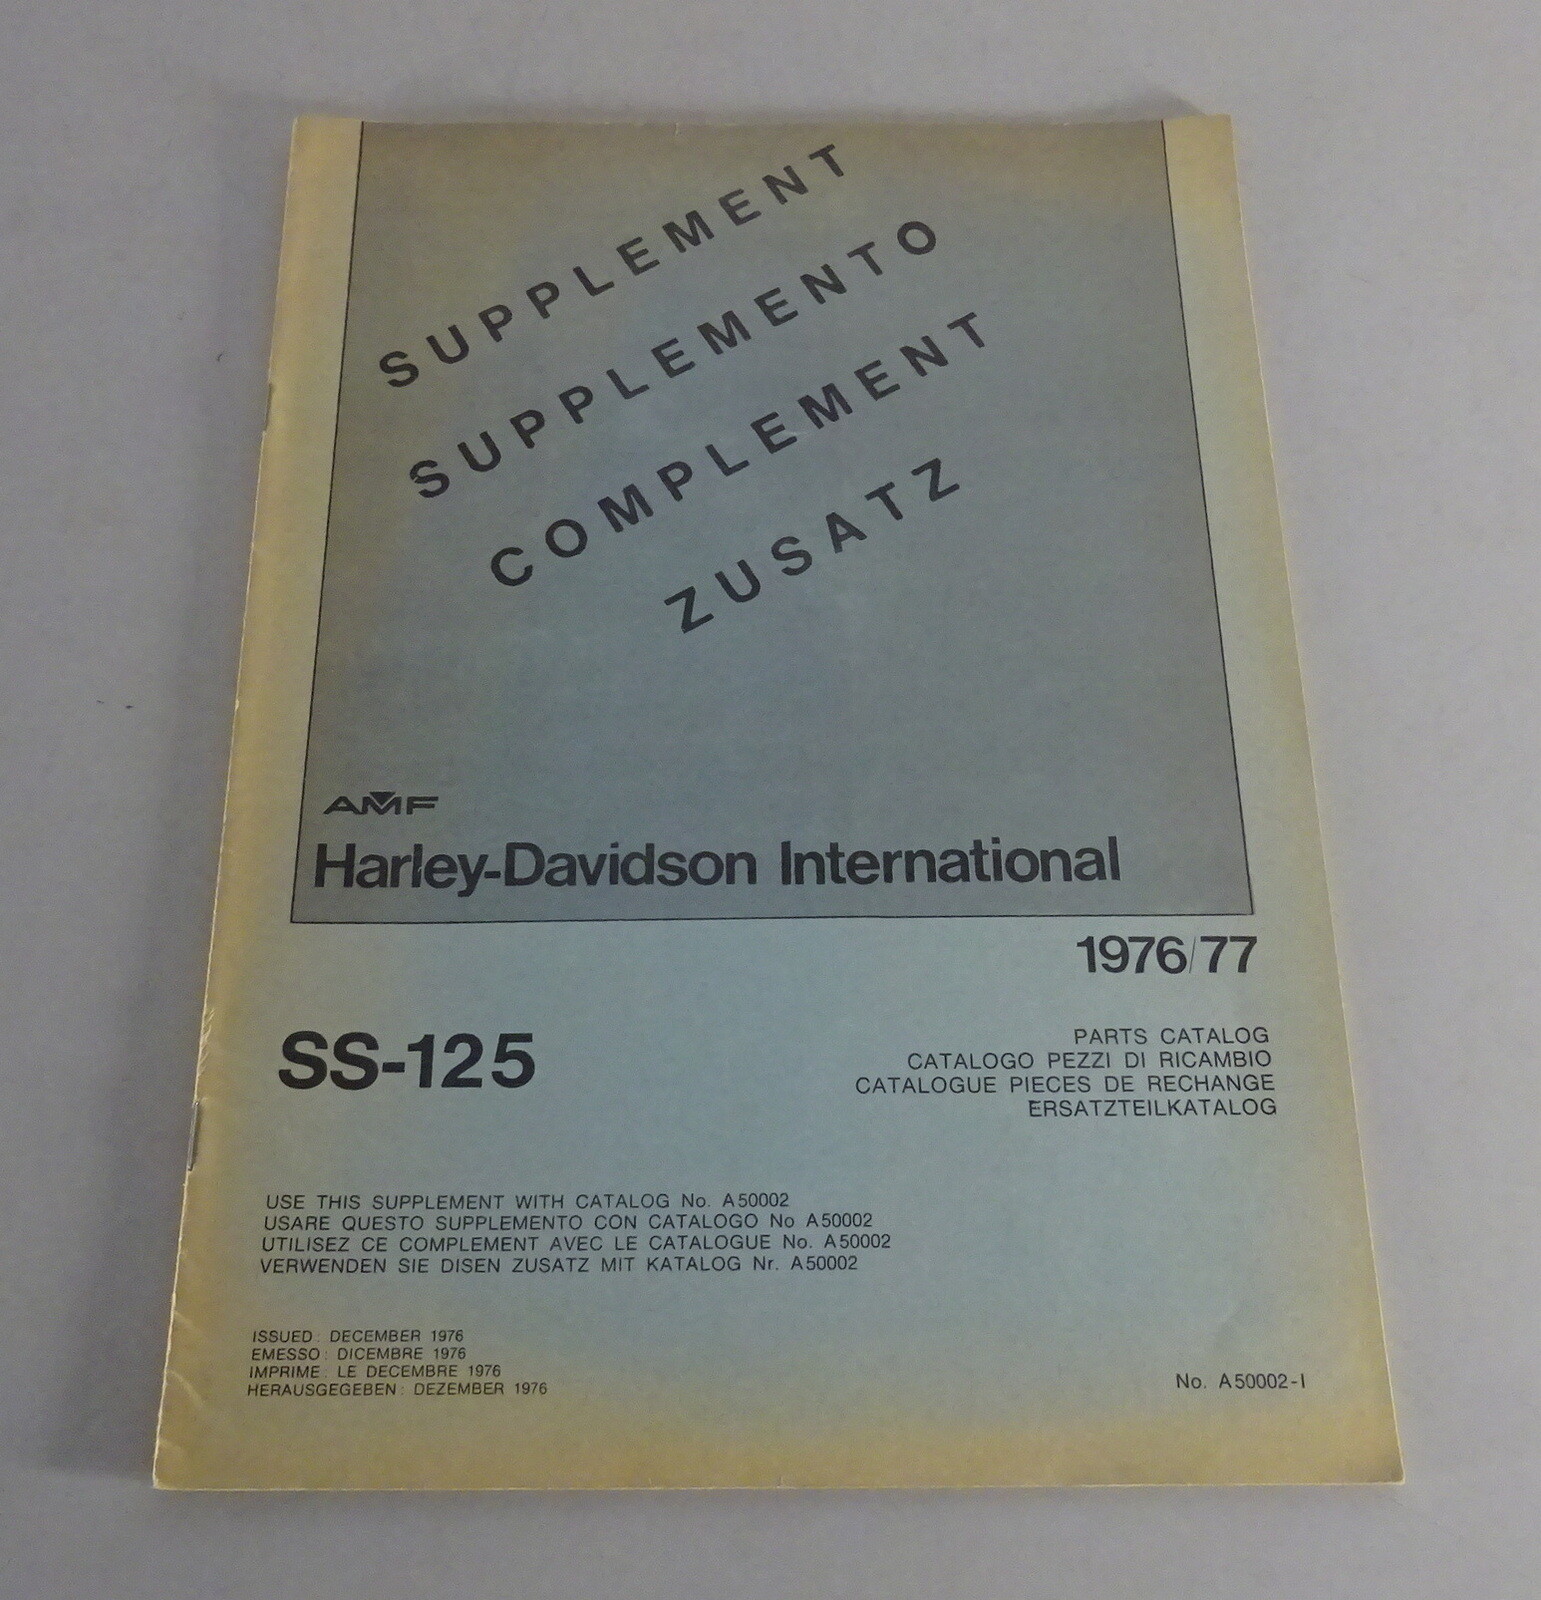 SUPPLEMENT
SUPPLEMENTO
COMPLEMENT
ZUSATZ
AMF
Harley-Davidson International
1976/77
SS-125
PARTS CATALOG
CATALOGO PEZZI DI RICAMBIO
CATALOGUE PIECES DE RECHANGE
ERSATZTEILKATALOG
USE THIS SUPPLEMENT WITH CATALOG No. A50002
USARE QUESTO SUPPLEMENTO CON CATALOGO No A50002
UTILISEZ CE COMPLEMENT AVEC LE CATALOGUE No. A50002
VERWENDEN SIE DISEN ZUSATZ MIT KATALOG Nr. A50002
ISSUED: DECEMBER 1976
EMESSO: DICEMBRE 1976
IMPRIME: LE DECEMBRE 1976
HERAUSGEGEBEN: DEZEMBER 1976
No. A50002-I